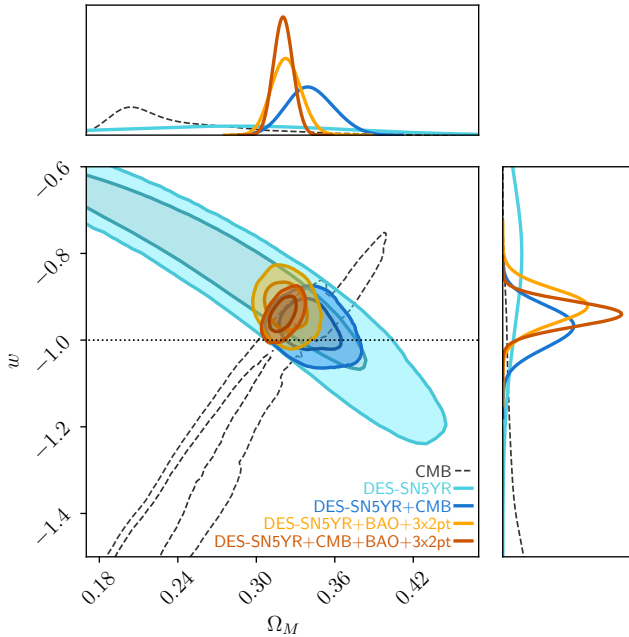 −0.6
−0.8
−1.0
−1.2
−1.4
w
CMB
DES-SN5YR
DES-SN5YR+CMB
DES-SN5YR+BAO+3x2pt
DES-SN5YR+CMB+BAO+3x2pt
0.18
0.24
0.30
0.36
0.42
Ω_M